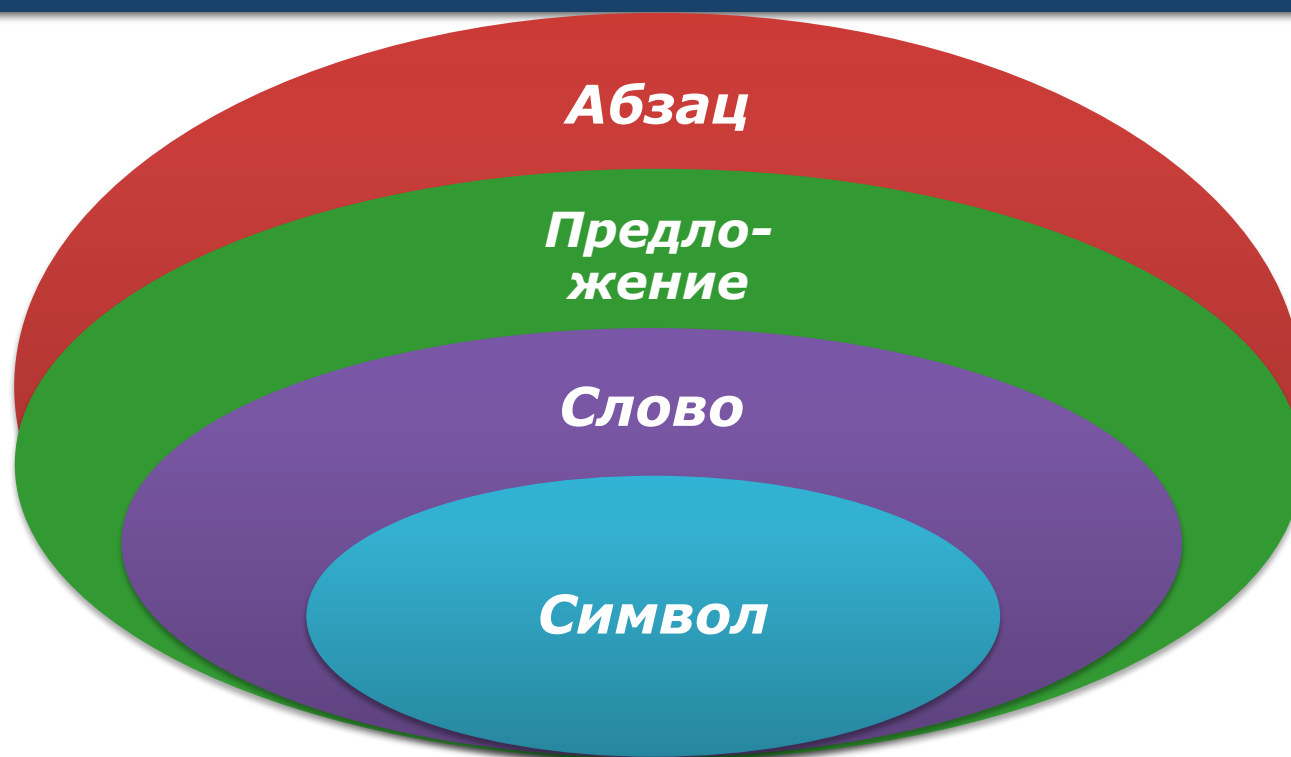 Абзац
Предло-
жение
Слово
Символ